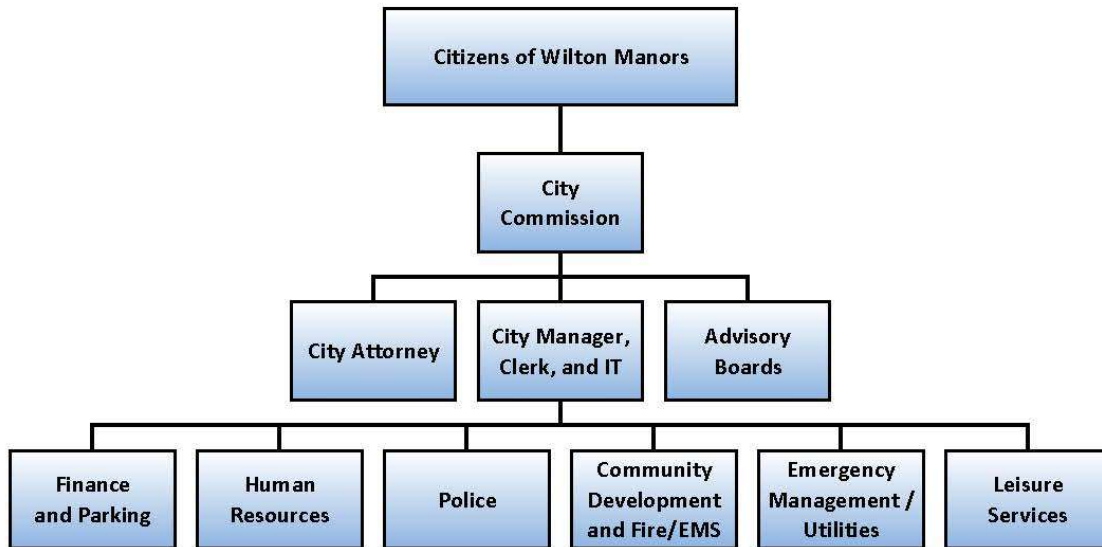 Citizens of Wilton Manors
City
Commission
City Attorney
City Manager,
Clerk, and IT
Advisory
Boards
Finance
and Parking
Human
Resources
Police
Community
Development
and Fire/EMS
Emergency
Management /
Utilities
Leisure
Services